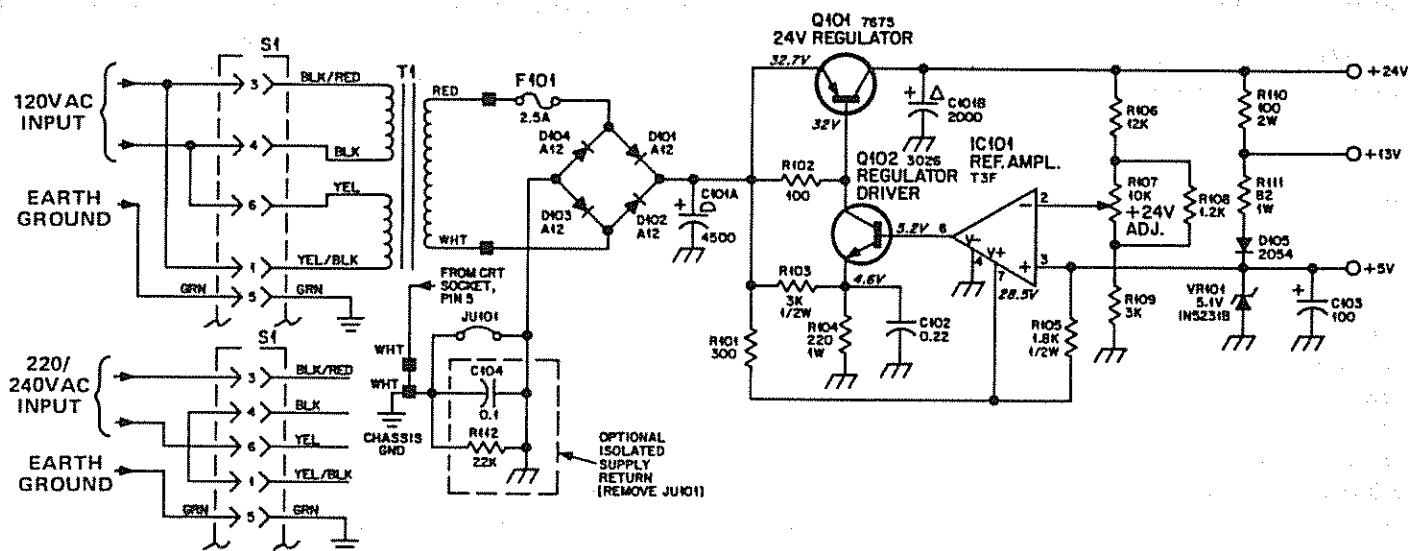 Q101 7675
24V REGULATOR
S1
120VAC
INPUT
EARTH
GROUND
3
BLK/RED
4
BLK
6
YEL
1
YEL/BLK
GRN
5
GRN
T1
RED
WHT
F101
2.5A
D104
A12
D101
A12
D103
A12
D102
A12
C101A
4500
+
32.7V
32V
+
C101B
2000
R102
100
Q102 3026
REGULATOR
DRIVER
5.2V
6
4.6V
IC101
REF. AMPL.
T3F
2
-
V-
4
V+
7
+
3
28.5V
R106
12K
R107
10K
+24V
ADJ.
R108
1.2K
R109
3K
R110
100
2W
R111
82
1W
D105
2054
+24V
+13V
+5V
VR101
5.1V
IN5231B
+
C103
100
R103
3K
1/2W
R101
300
R104
220
1W
C102
0.22
R105
1.8K
1/2W
FROM CRT
SOCKET,
PIN 5
JU101
WHT
WHT
CHASSIS
GND
C104
0.1
R112
22K
OPTIONAL
ISOLATED
SUPPLY
RETURN
(REMOVE JU101)
S1
220/
240VAC
INPUT
EARTH
GROUND
3
BLK/RED
4
BLK
6
YEL
1
YEL/BLK
GRN
5
GRN